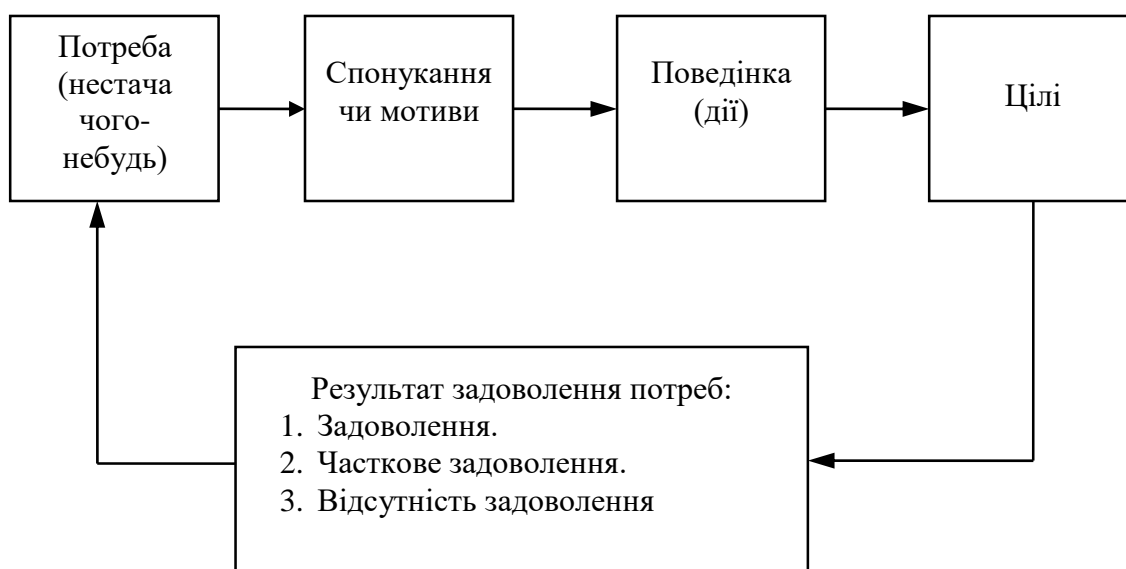 Потреба
(нестача
чого-
небудь)
Спонукання
чи мотиви
Поведінка
(дії)
Цілі
Результат задоволення потреб:
1. Задоволення.
2. Часткове задоволення.
3. Відсутність задоволення